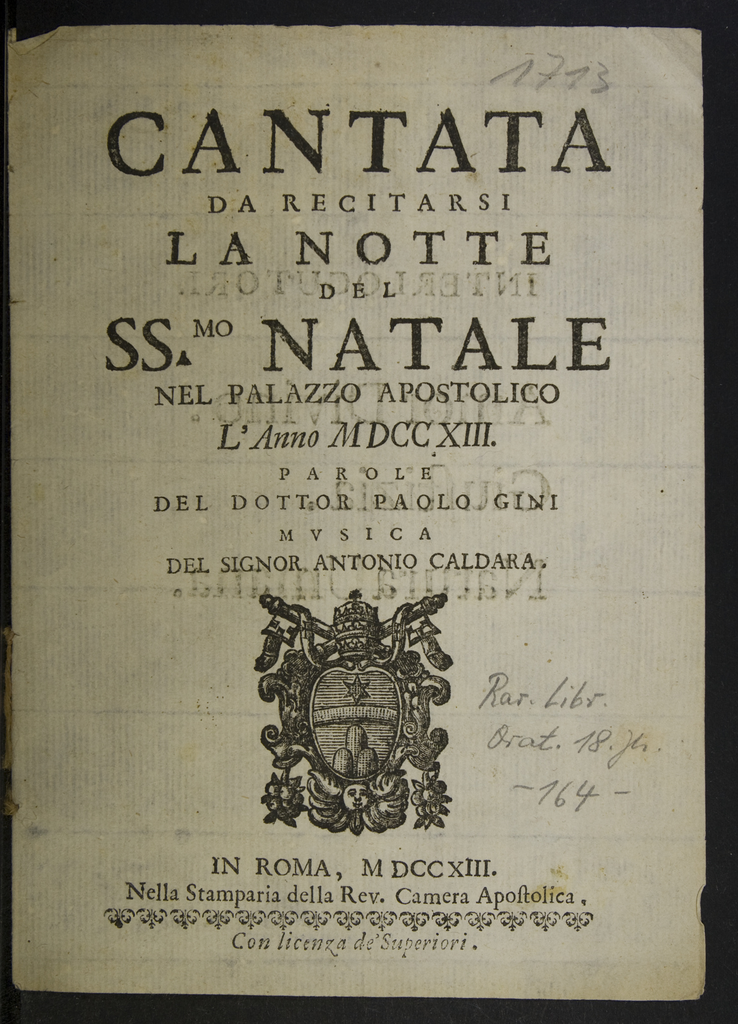 1713
CANTATA
DA RECITARSI
LA NOTTE
DEL
SS.MO NATALE
NEL PALAZZO APOSTOLICO
L'Anno MDCCXIII.
PAROLE
DEL DOTTOR PAOLO GINI
MVSICA
DEL SIGNOR ANTONIO CALDARA.
Rar. Libr.
Orat. 18. Jh.
-164-
IN ROMA, MDCCXIII.
Nella Stamparia della Rev. Camera Apoſtolica,
Con licenza de' Superiori.